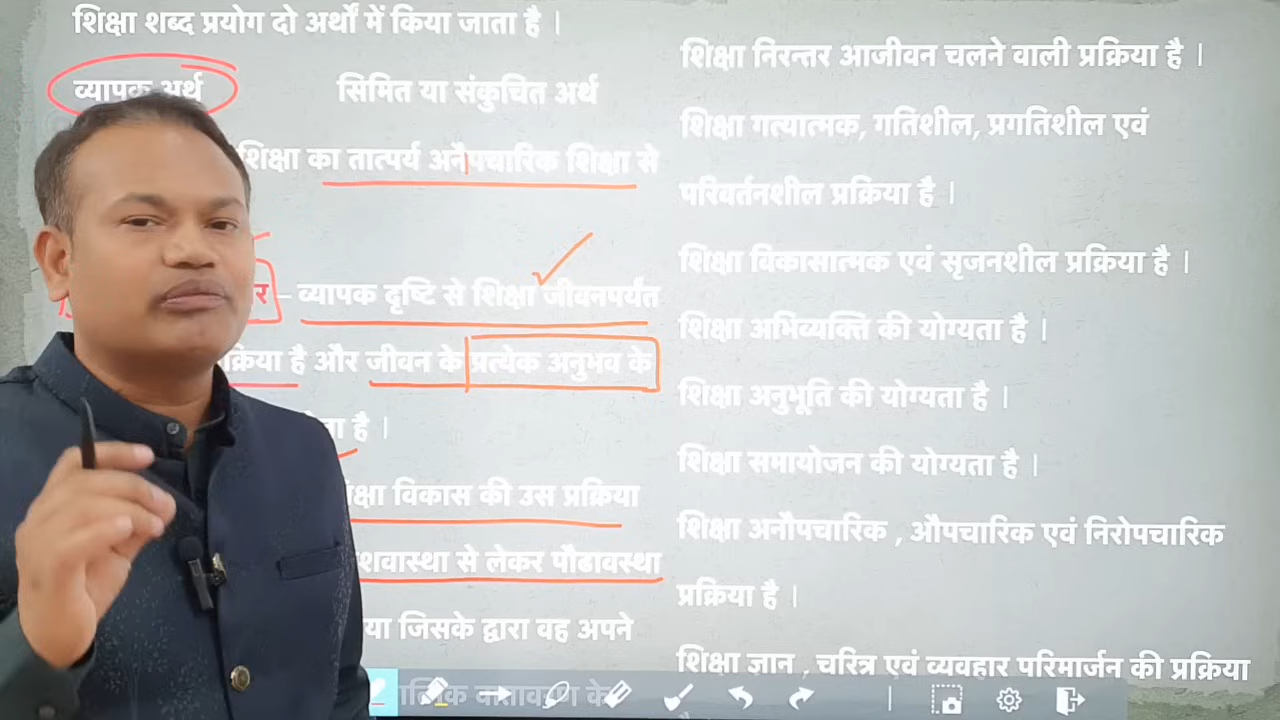 शिक्षा शब्द प्रयोग दो अर्थों में किया जाता है ।
व्यापक अर्थ सिमित या संकुचित अर्थ
शिक्षा का तात्पर्य अनैपचारिक शिक्षा से
– व्यापक दृष्टि से शिक्षा जीवनपर्यंत
है और जीवन के प्रत्येक अनुभव के
है ।
विकास की उस प्रक्रिया
से लेकर पौढावस्था
जिसके द्वारा वह अपने
वातावरण के
शिक्षा निरन्तर आजीवन चलने वाली प्रक्रिया है ।
शिक्षा गत्यात्मक, गतिशील, प्रगतिशील एवं
परिवर्तनशील प्रक्रिया है ।
शिक्षा विकासात्मक एवं सृजनशील प्रक्रिया है ।
शिक्षा अभिव्यक्ति की योग्यता है ।
शिक्षा अनुभूति की योग्यता है ।
शिक्षा समायोजन की योग्यता है ।
शिक्षा अनौपचारिक , औपचारिक एवं निरोपचारिक
प्रक्रिया है ।
शिक्षा ज्ञान , चरित्र एवं व्यवहार परिमार्जन की प्रक्रिया